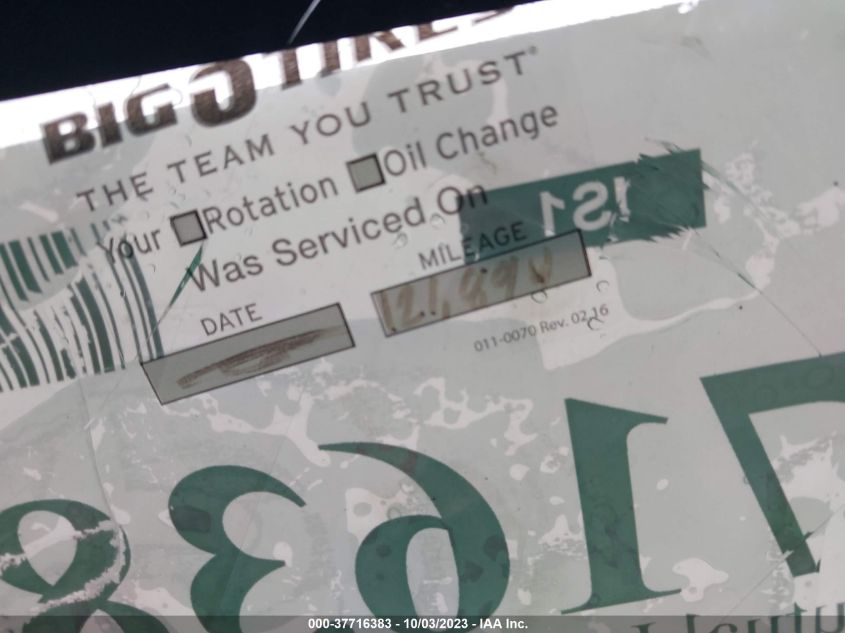 BIG O TIRES
THE TEAM YOU TRUST®
Your Rotation Oil Change
Was Serviced On
DATE MILEAGE
011-0070 Rev. 02-16
151
71638
000-37716383 - 10/03/2023 - IAA Inc.